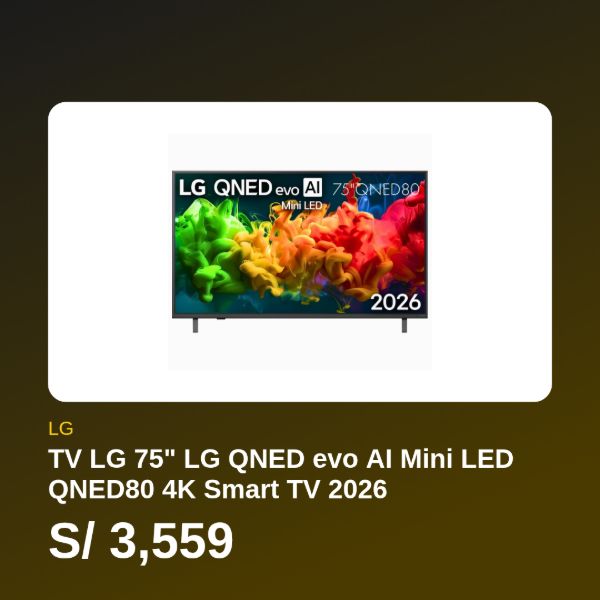 LG QNED evo AI 75"QNED80
Mini LED
2026
LG
TV LG 75" LG QNED evo AI Mini LED
QNED80 4K Smart TV 2026
S/ 3,559